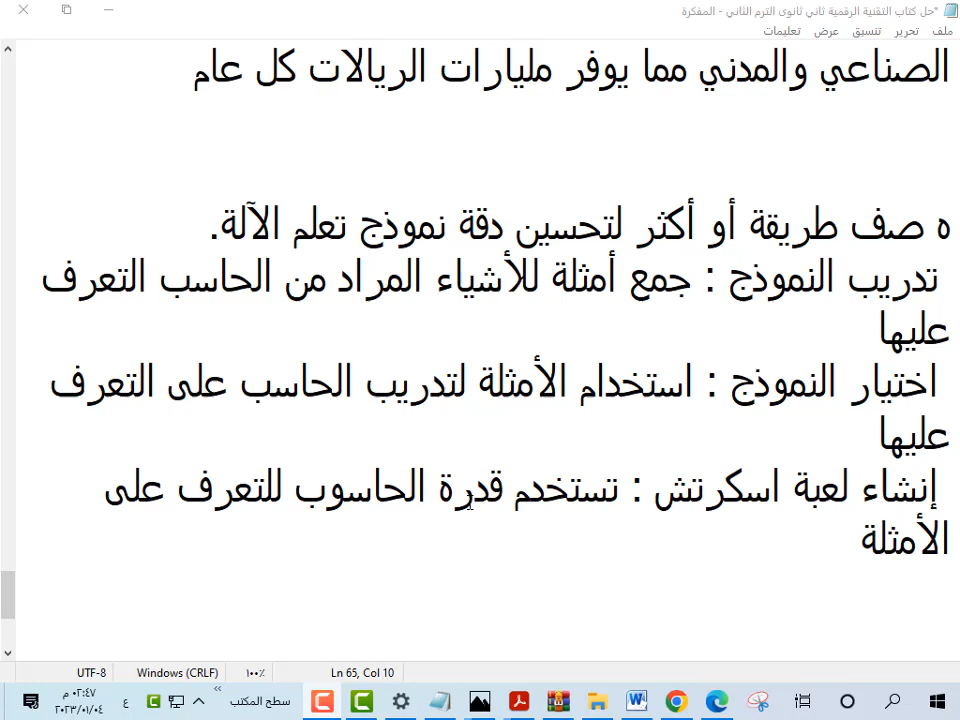 *حل كتاب التقنية الرقمية ثاني ثانوى الترم الثاني - المفكرة
ملف تحرير تنسيق عرض تعليمات
الصناعي والمدني مما يوفر مليارات الريالات كل عام
٥ صف طريقة أو أكثر لتحسين دقة نموذج تعلم الآلة.
تدريب النموذج : جمع أمثلة للأشياء المراد من الحاسب التعرف
عليها
اختيار النموذج : استخدام الأمثلة لتدريب الحاسب على التعرف
عليها
إنشاء لعبة اسكرتش : تستخدم قدرة الحاسوب للتعرف على
الأمثلة
Ln 65, Col 10 ١٠٠٪ Windows (CRLF) UTF-8
سطح المكتب ع ٠٢:٤٧ م
٢٠٢٣/٠١/٠٤